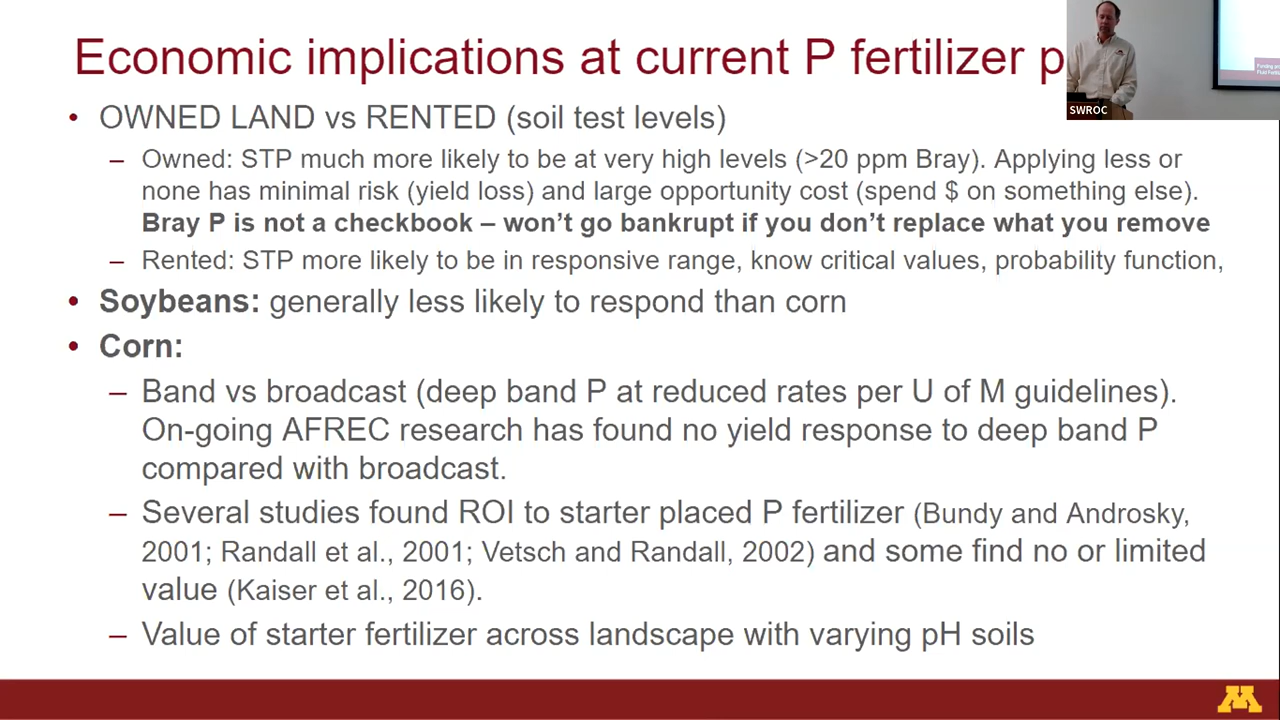 Economic implications at current P fertilizer p
SWROC
• OWNED LAND vs RENTED (soil test levels)
– Owned: STP much more likely to be at very high levels (>20 ppm Bray). Applying less or
none has minimal risk (yield loss) and large opportunity cost (spend $ on something else).
Bray P is not a checkbook – won't go bankrupt if you don't replace what you remove
– Rented: STP more likely to be in responsive range, know critical values, probability function,
• Soybeans: generally less likely to respond than corn
• Corn:
– Band vs broadcast (deep band P at reduced rates per U of M guidelines).
On-going AFREC research has found no yield response to deep band P
compared with broadcast.
– Several studies found ROI to starter placed P fertilizer (Bundy and Androsky,
2001; Randall et al., 2001; Vetsch and Randall, 2002) and some find no or limited
value (Kaiser et al., 2016).
– Value of starter fertilizer across landscape with varying pH soils
M